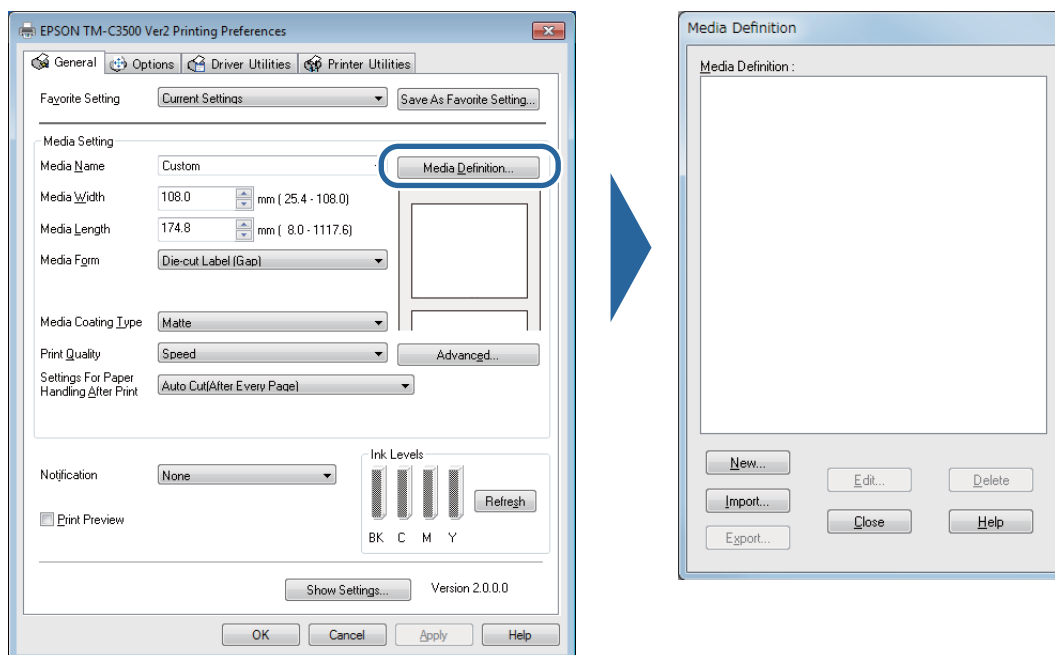 EPSON TM-C3500 Ver2 Printing Preferences
General Options Driver Utilities Printer Utilities
Favorite Setting Current Settings Save As Favorite Setting...
Media Setting
Media Name Custom Media Definition...
Media Width 108.0 mm ( 25.4 - 108.0)
Media Length 174.8 mm ( 8.0 - 1117.6)
Media Form Die-cut Label (Gap)
Media Coating Type Matte
Print Quality Speed Advanced...
Settings For Paper
Handling After Print Auto Cut(After Every Page)
Ink Levels
Notification None
Refresh
Print Preview
BK C M Y
Show Settings... Version 2.0.0.0
OK Cancel Apply Help
Media Definition
Media Definition :
New...
Edit... Delete
Import...
Close Help
Export...